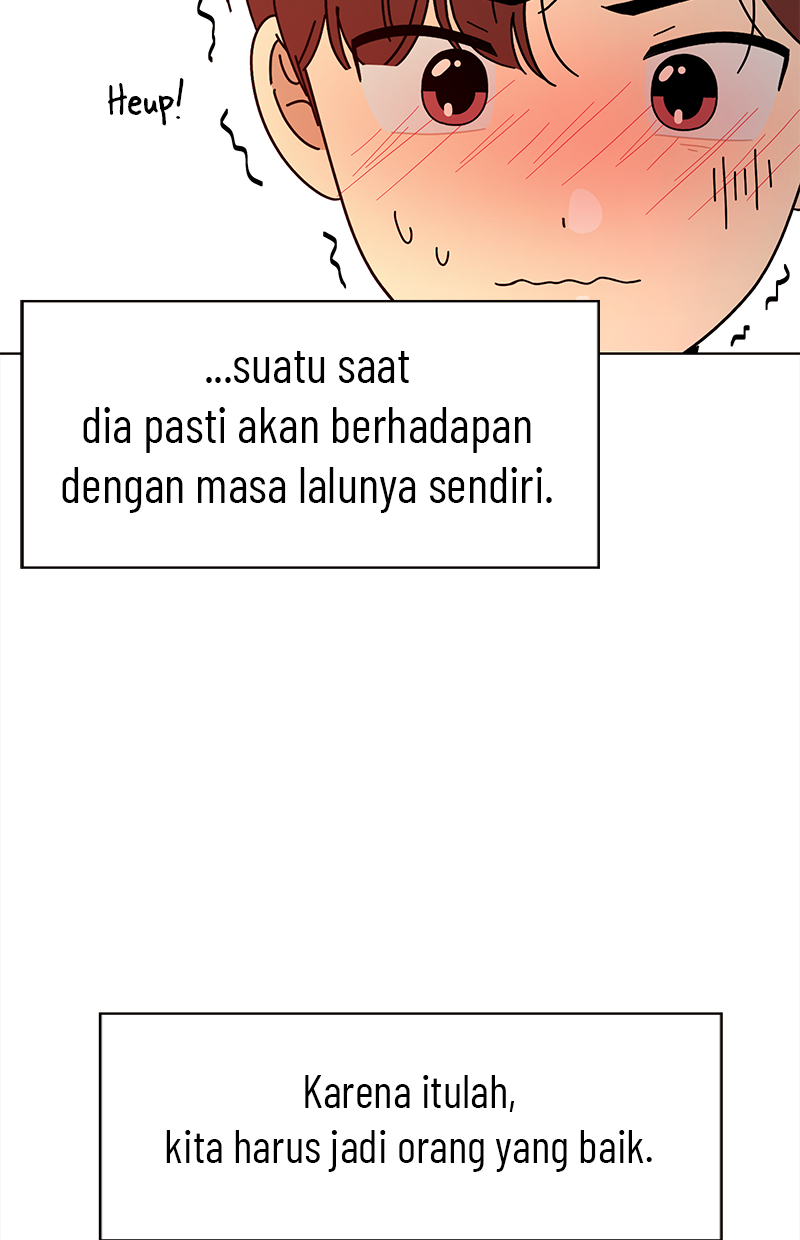 Heup!
...suatu saat
dia pasti akan berhadapan
dengan masa lalunya sendiri.
Karena itulah,
kita harus jadi orang yang baik.